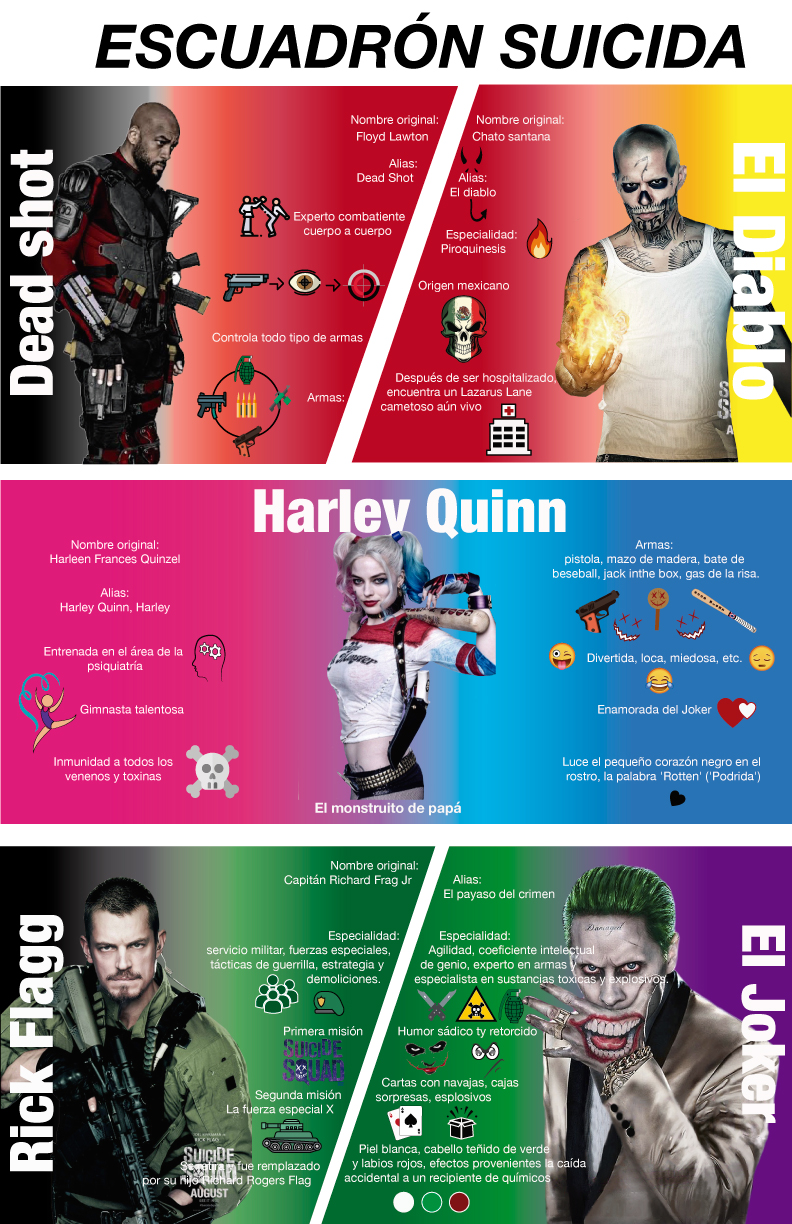 ESCUADRÓN SUICIDA
Dead shot
Nombre original:
Floyd Lawton
Alias:
Dead Shot
Experto combatiente
cuerpo a cuerpo
Controla todo tipo de armas
Armas:
El Diablo
Nombre original:
Chato santana
Alias:
El diablo
Especialidad:
Piroquinesis
Origen mexicano
Después de ser hospitalizado,
encuentra un Lazarus Lane
cametoso aún vivo
Harley Quinn
Nombre original:
Harleen Frances Quinzel
Alias:
Harley Quinn, Harley
Entrenada en el área de la
psiquiatría
Gimnasta talentosa
Inmunidad a todos los
venenos y toxinas
El monstruito de papá
Armas:
pistola, mazo de madera, bate de
beseball, jack inthe box, gas de la risa.
Divertida, loca, miedosa, etc.
Enamorada del Joker
Luce el pequeño corazón negro en el
rostro, la palabra 'Rotten' ('Podrida')
Rick Flagg
Nombre original:
Capitán Richard Frag Jr
Especialidad:
servicio militar, fuerzas especiales,
tácticas de guerrilla, estrategia y
demoliciones.
Primera misión
SUICIDE
SQUAD
Segunda misión
La fuerza especial X
RICK FLAG
SUICIDE
SQUAD
y fue remplazado
por su hijo Richard Rogers Flag
AUGUST
El Joker
Alias:
El payaso del crimen
Especialidad:
Agilidad, coeficiente intelectual
de genio, experto en armas y
especialista en sustancias toxicas y explosivos.
Damaged
Humor sádico ty retorcido
Cartas con navajas, cajas
sorpresas, esplosivos
Piel blanca, cabello teñido de verde
y labios rojos, efectos provenientes la caída
accidental a un recipiente de químicos